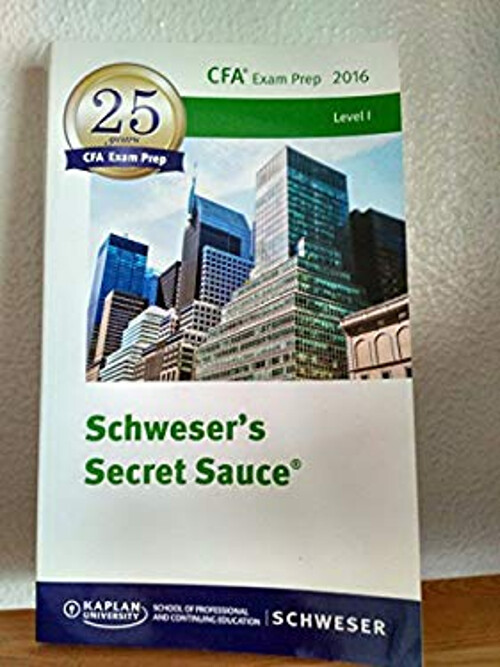 CFA® Exam Prep 2016
Level I
25
years
CFA Exam Prep
Schweser's
Secret Sauce®
KAPLAN
UNIVERSITY
SCHOOL OF PROFESSIONAL
AND CONTINUING EDUCATION
SCHWESER